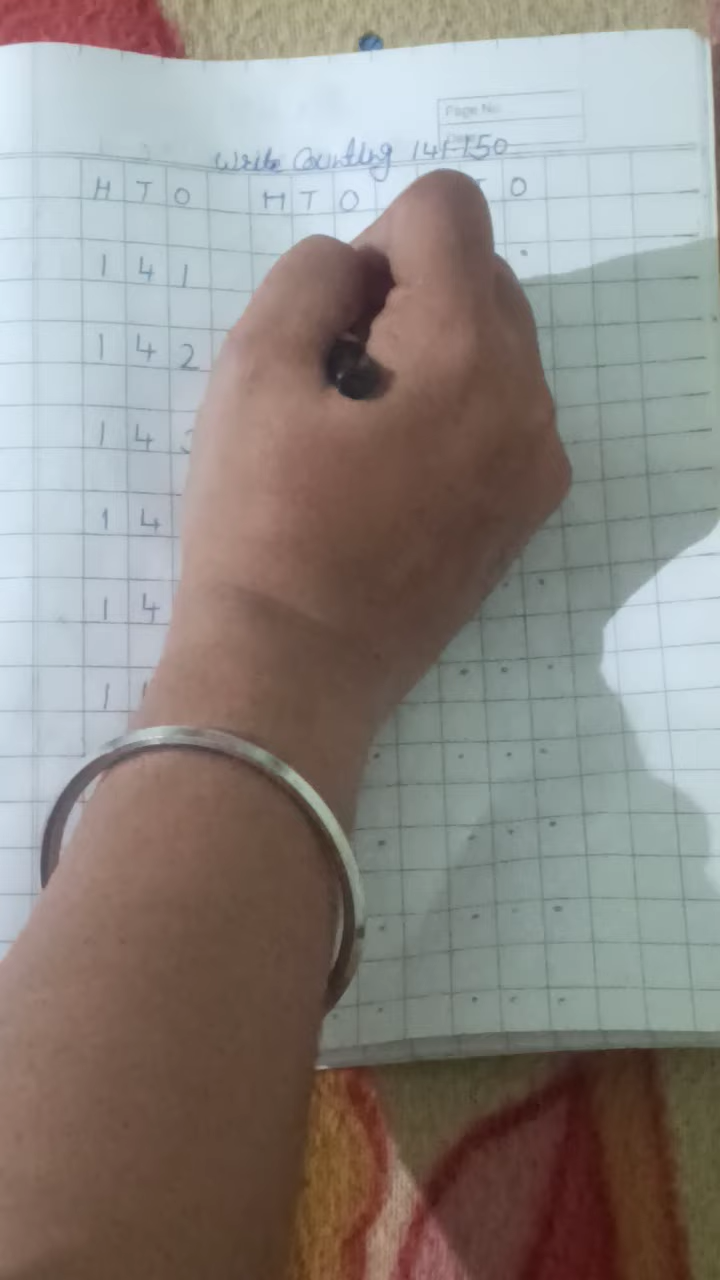 Page No
Write Counting 141-150
H T O H T O T O
1 4 1
1 4 2
1 4
1 4
1 4
1